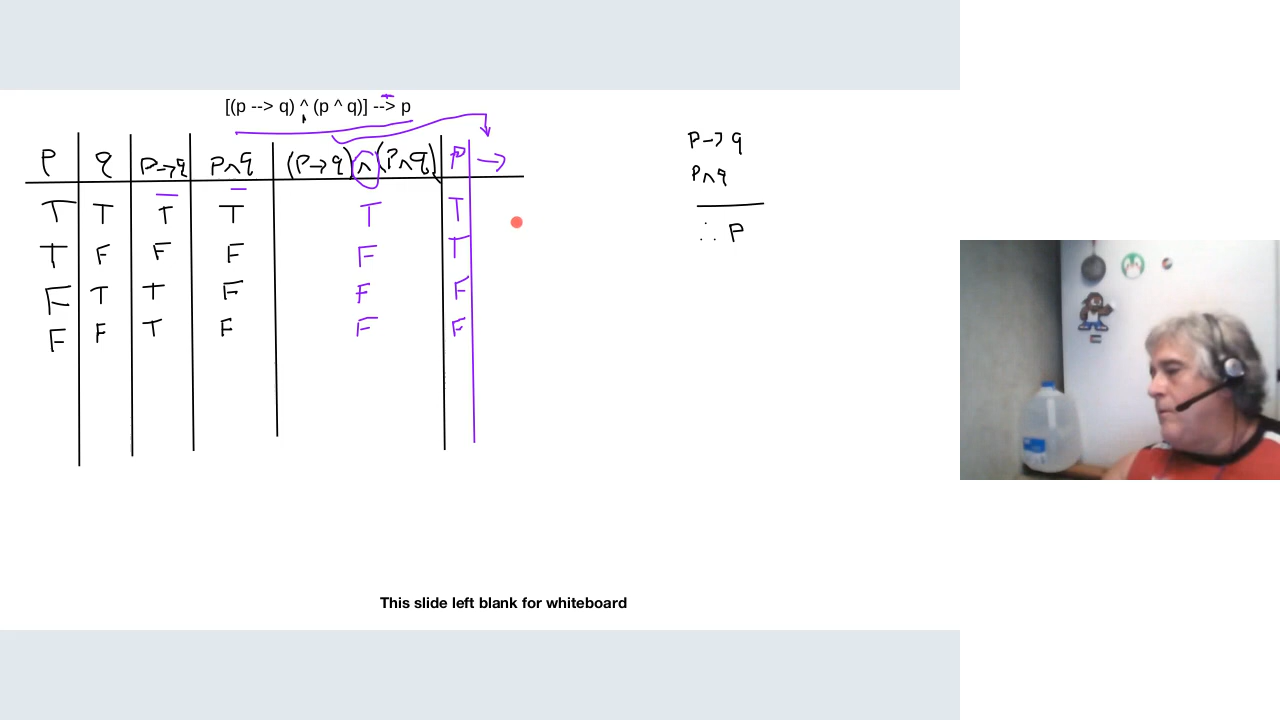 [(p --> q) ^ (p ^ q)] --> p
P q P→q P∧q (P→q)∧(P∧q) P →
T T T T T T
T F F F F T
F T T F F F
F F T F F F
P→q
P∧q
∴ P
This slide left blank for whiteboard